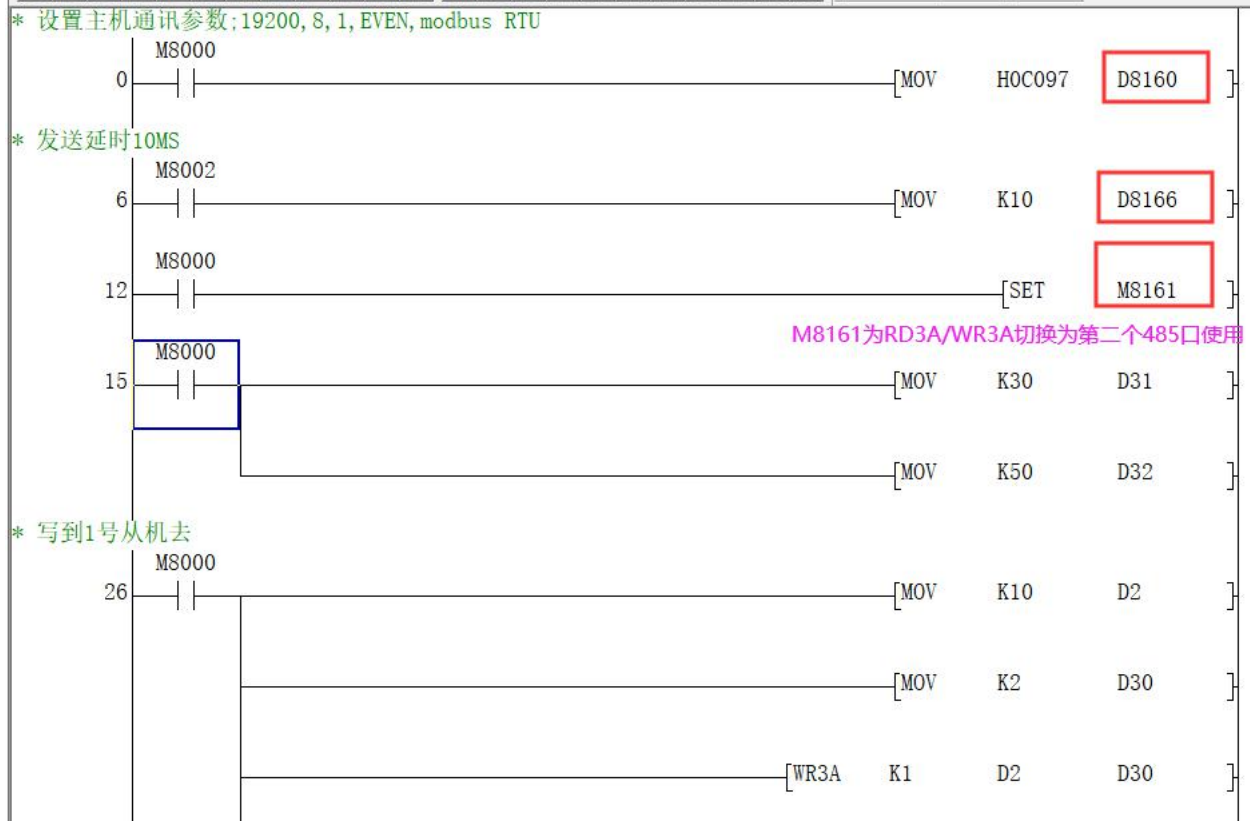 * 设置主机通讯参数;19200,8,1,EVEN,modbus RTU
M8000
0 [MOV H0C097 D8160 ]
* 发送延时10MS
M8002
6 [MOV K10 D8166 ]
M8000
12 [SET M8161 ]
M8161为RD3A/WR3A切换为第二个485口使用
M8000
15 [MOV K30 D31 ]
[MOV K50 D32 ]
* 写到1号从机去
M8000
26 [MOV K10 D2 ]
[MOV K2 D30 ]
[WR3A K1 D2 D30 ]